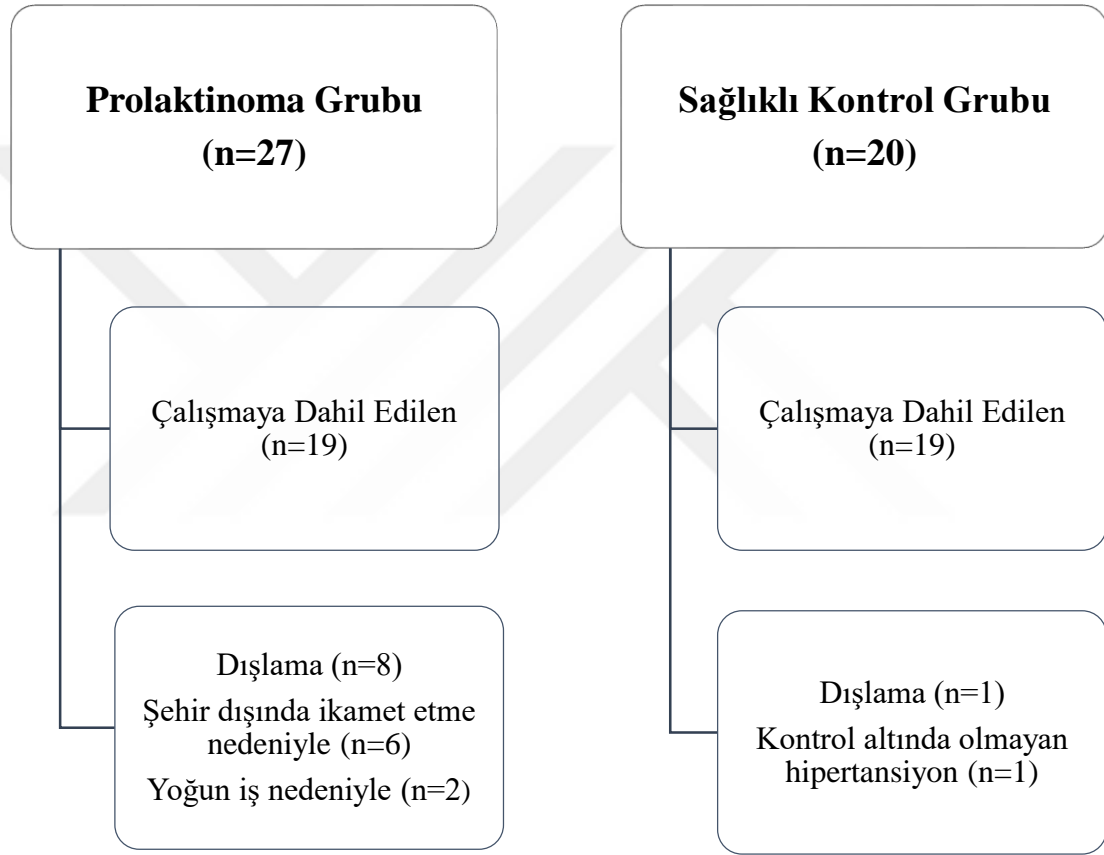 Prolaktinoma Grubu
(n=27)
Çalışmaya Dahil Edilen
(n=19)
Dışlama (n=8)
Şehir dışında ikamet etme
nedeniyle (n=6)
Yoğun iş nedeniyle (n=2)
Sağlıklı Kontrol Grubu
(n=20)
Çalışmaya Dahil Edilen
(n=19)
Dışlama (n=1)
Kontrol altında olmayan
hipertansiyon (n=1)